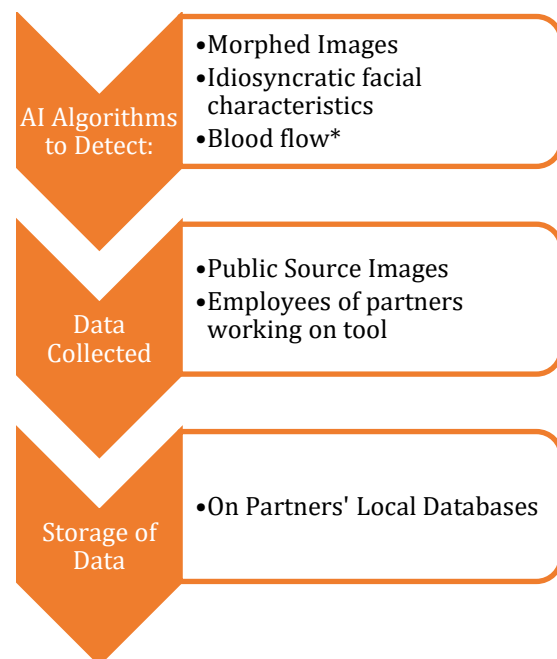 AI Algorithms
to Detect:
•Morphed Images
•Idiosyncratic facial
characteristics
•Blood flow*
Data
Collected
•Public Source Images
•Employees of partners
working on tool
Storage of
Data
•On Partners' Local Databases